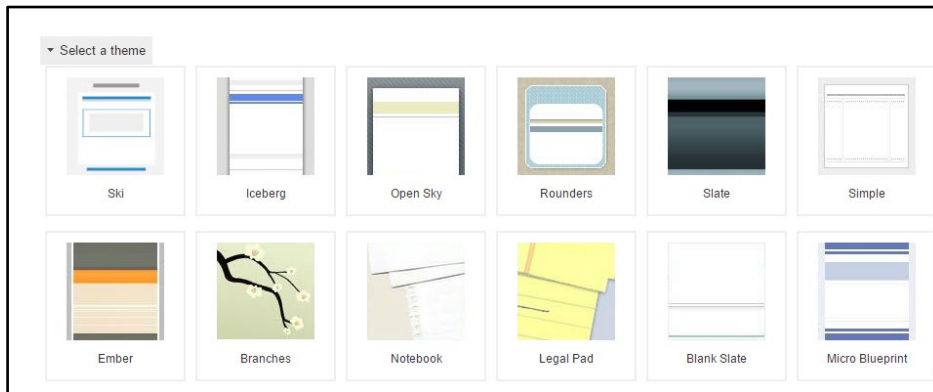 Select a theme
Ski Iceberg Open Sky Rounders Slate Simple
Ember Branches Notebook Legal Pad Blank Slate Micro Blueprint